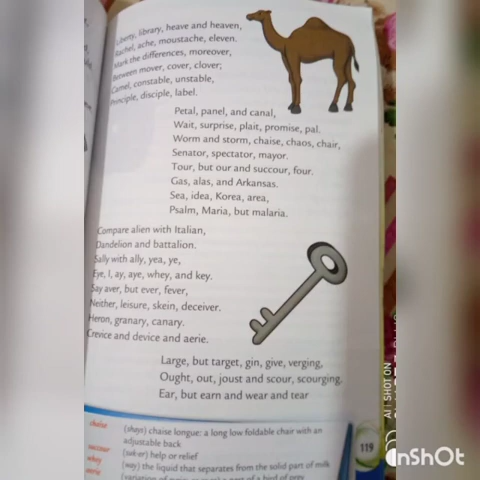 Liberty, library, heave and heaven,
Rachel, ache, moustache, eleven.
Mark the differences, moreover,
Between mover, cover, clover;
Camel, constable, unstable,
Principle, disciple, label.
Petal, panel, and canal,
Wait, surprise, plait, promise, pal.
Worm and storm, chaise, chaos, chair,
Senator, spectator, mayor.
Tour, but our and succour, four.
Gas, alas, and Arkansas.
Sea, idea, Korea, area,
Psalm, Maria, but malaria.
Compare alien with Italian,
Dandelion and battalion.
Sally with ally, yea, ye,
Eye, I, ay, aye, whey, and key.
Say aver, but ever, fever,
Neither, leisure, skein, deceiver.
Heron, granary, canary.
Crevice and device and aerie.
Large, but target, gin, give, verging,
Ought, out, joust and scour, scourging.
Ear, but earn and wear and tear
chaise (shayz) chaise longue: a long low foldable chair with an
adjustable back
succour (suk-er) help or relief
whey (way) the liquid that separates from the solid part of milk
aerie
119
AI | SHOT ON
InShOt